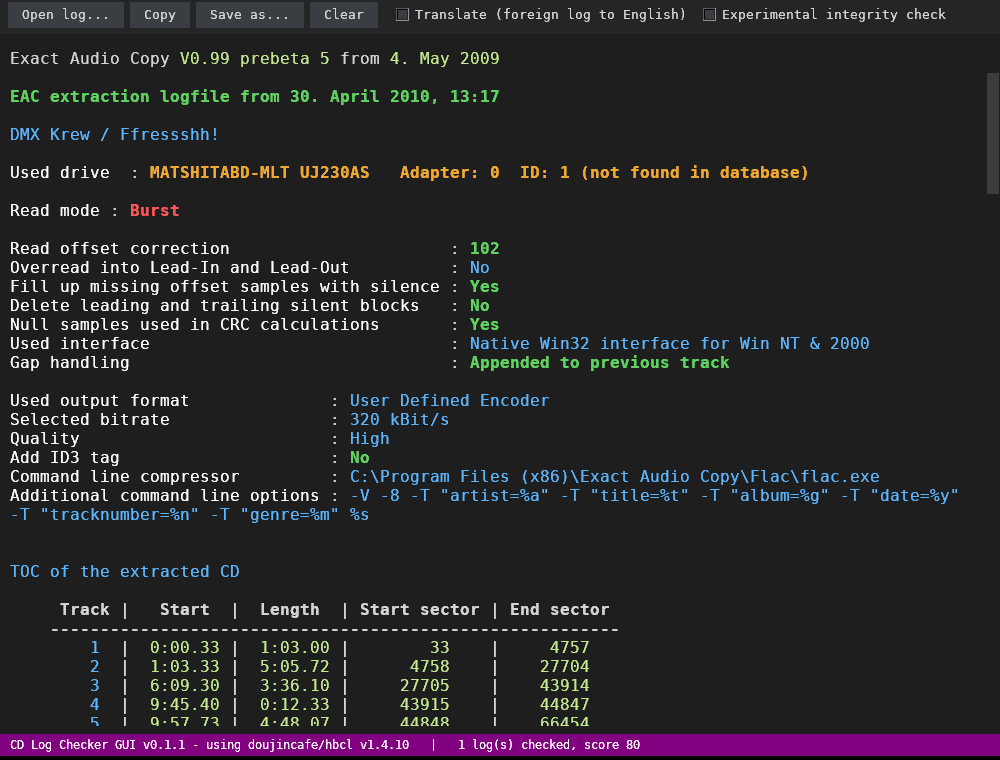 Open log... Copy Save as... Clear Translate (foreign log to English) Experimental integrity check
Exact Audio Copy V0.99 prebeta 5 from 4. May 2009
EAC extraction logfile from 30. April 2010, 13:17
DMX Krew / Ffressshh!
Used drive  : MATSHITABD-MLT UJ230AS   Adapter: 0  ID: 1 (not found in database)
Read mode : Burst
Read offset correction                      : 102
Overread into Lead-In and Lead-Out          : No
Fill up missing offset samples with silence : Yes
Delete leading and trailing silent blocks   : No
Null samples used in CRC calculations       : Yes
Used interface                              : Native Win32 interface for Win NT & 2000
Gap handling                                : Appended to previous track
Used output format              : User Defined Encoder
Selected bitrate                : 320 kBit/s
Quality                         : High
Add ID3 tag                     : No
Command line compressor         : C:\Program Files (x86)\Exact Audio Copy\Flac\flac.exe
Additional command line options : -V -8 -T "artist=%a" -T "title=%t" -T "album=%g" -T "date=%y"
-T "tracknumber=%n" -T "genre=%m" %s
TOC of the extracted CD
     Track |   Start  |  Length  | Start sector | End sector
    ---------------------------------------------------------
        1  |  0:00.33 |  1:03.00 |        33    |     4757
        2  |  1:03.33 |  5:05.72 |      4758    |    27704
        3  |  6:09.30 |  3:36.10 |     27705    |    43914
        4  |  9:45.40 |  0:12.33 |     43915    |    44847
        5  |  9:57.73 |  4:48.07 |     44848    |    66454
CD Log Checker GUI v0.1.1 - using doujincafe/hbcl v1.4.10   |   1 log(s) checked, score 80